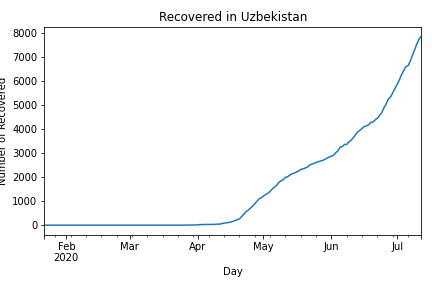 Recovered in Uzbekistan
8000
7000
6000
5000
4000
3000
2000
1000
0
Number of Recovered
Feb Mar Apr May Jun Jul
2020
Day